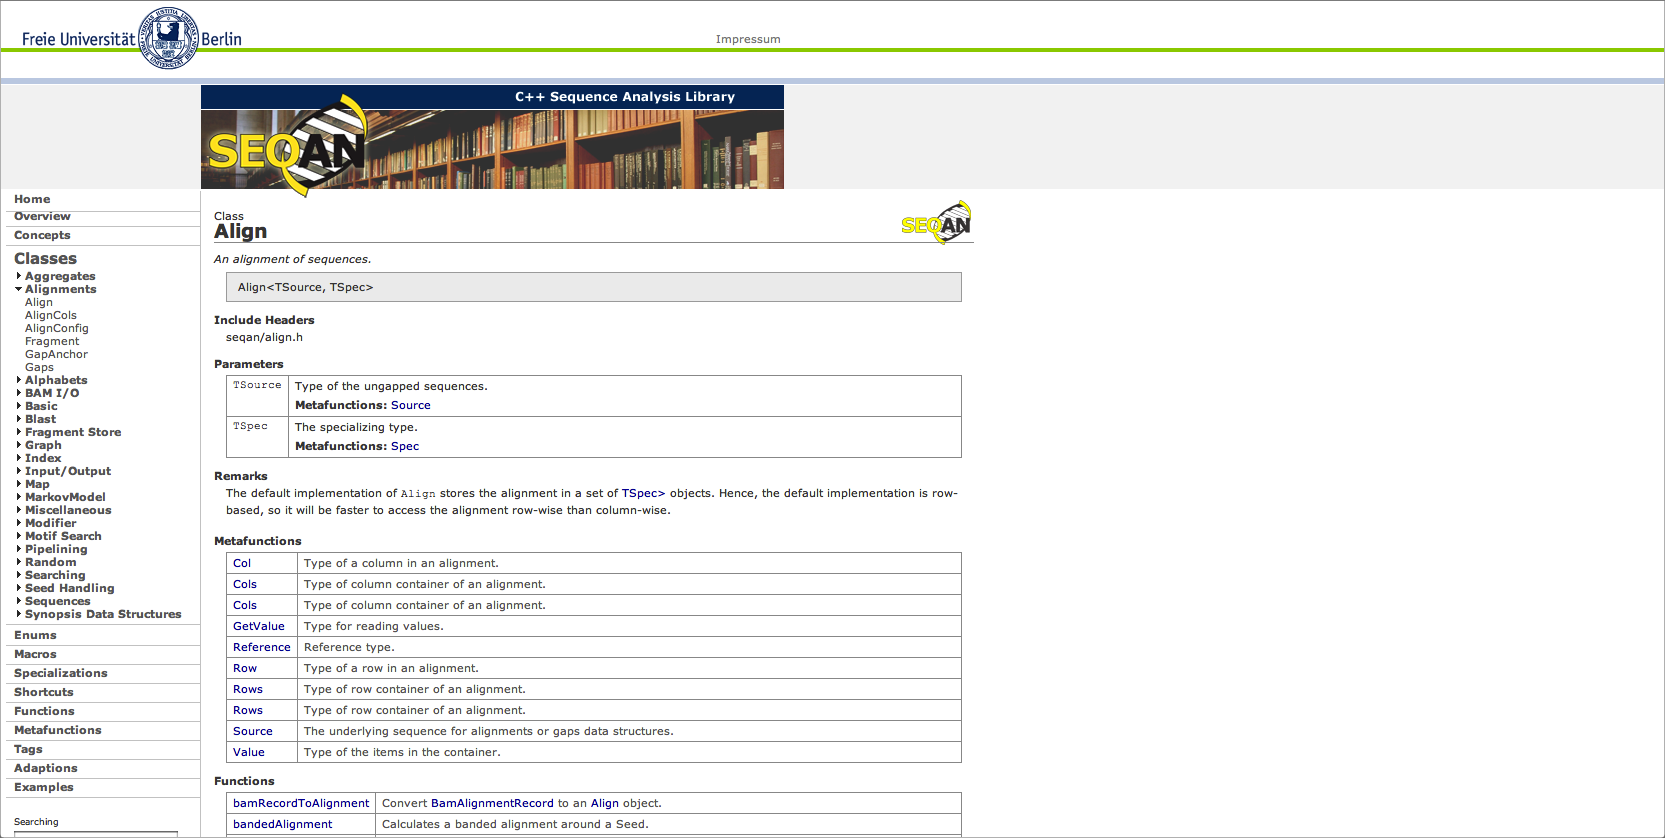 Freie Universität Berlin
Impressum
C++ Sequence Analysis Library
SEQAN
Home
Overview
Concepts
Classes
Aggregates
Alignments
Align
AlignCols
AlignConfig
Fragment
GapAnchor
Gaps
Alphabets
BAM I/O
Basic
Blast
Fragment Store
Graph
Index
Input/Output
Map
MarkovModel
Miscellaneous
Modifier
Motif Search
Pipelining
Random
Searching
Seed Handling
Sequences
Synopsis Data Structures
Enums
Macros
Specializations
Shortcuts
Functions
Metafunctions
Tags
Adaptions
Examples
Searching
Class
Align
SEQAN
An alignment of sequences.
Align<TSource, TSpec>
Include Headers
seqan/align.h
Parameters
TSource Type of the ungapped sequences.
Metafunctions: Source
TSpec The specializing type.
Metafunctions: Spec
Remarks
The default implementation of Align stores the alignment in a set of TSpec> objects. Hence, the default implementation is row-
based, so it will be faster to access the alignment row-wise than column-wise.
Metafunctions
Col Type of a column in an alignment.
Cols Type of column container of an alignment.
Cols Type of column container of an alignment.
GetValue Type for reading values.
Reference Reference type.
Row Type of a row in an alignment.
Rows Type of row container of an alignment.
Rows Type of row container of an alignment.
Source The underlying sequence for alignments or gaps data structures.
Value Type of the items in the container.
Functions
bamRecordToAlignment Convert BamAlignmentRecord to an Align object.
bandedAlignment Calculates a banded alignment around a Seed.